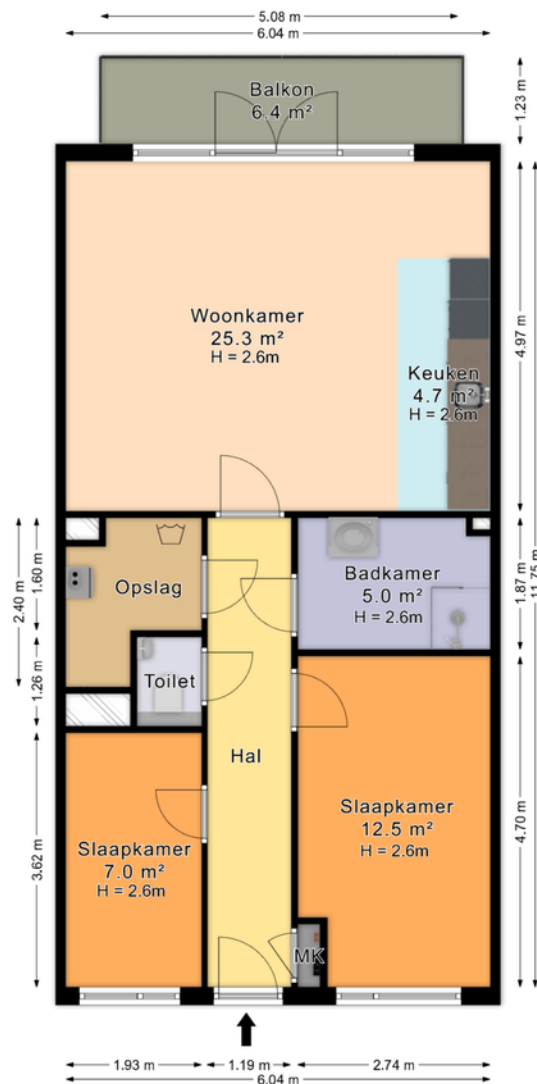 5.08 m
6.04 m
Balkon
6.4 m²
1.23 m
Woonkamer
25.3 m²
H = 2.6m
4.97 m
Keuken
4.7 m²
H = 2.6m
11.75 m
2.40 m
1.60 m
Opslag
Badkamer
5.0 m²
H = 2.6m
1.87 m
1.26 m
Toilet
Hal
Slaapkamer
12.5 m²
H = 2.6m
4.70 m
Slaapkamer
7.0 m²
H = 2.6m
3.62 m
MK
1.93 m
1.19 m
2.74 m
6.04 m